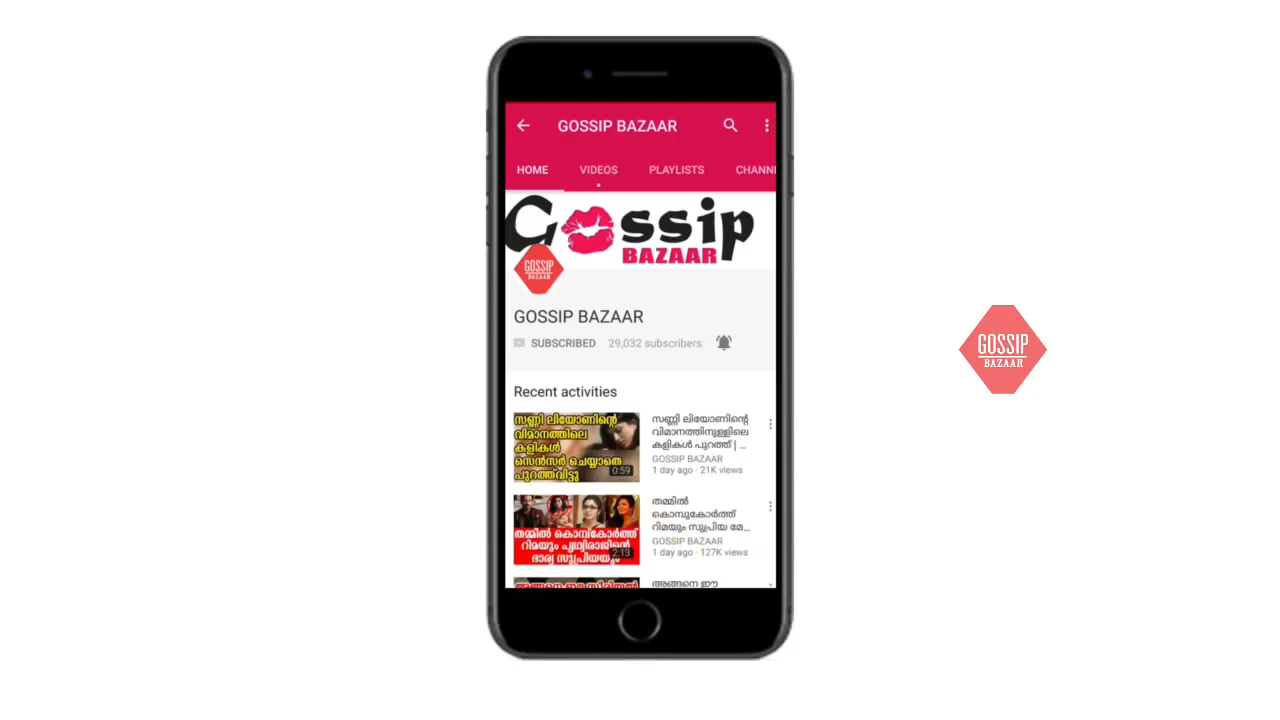 GOSSIP BAZAAR
HOME VIDEOS PLAYLISTS CHANN
Gossip
BAZAAR
GOSSIP
BAZAAR
GOSSIP BAZAAR
SUBSCRIBED 29,032 subscribers
Recent activities
സണ്ണി ലിയോണിന്റെ
വിമാനത്തിലെ
കളികൾ
സെൻസർ ചെയ്യാതെ
പുറത്ത്‌വിട്ടു
0:59
സണ്ണി ലിയോണിന്റെ
വിമാനത്തിനുള്ളിലെ
കളികൾ പുറത്ത് | ...
GOSSIP BAZAAR
1 day ago · 21K views
തമ്മിൽ കൊമ്പ്കോർത്ത്
റിമയും പൃഥ്വിരാജിന്റെ
ഭാര്യ സുപ്രിയയും
2:13
തമ്മിൽ
കൊമ്പുകോർത്ത്
റിമയും സുപ്രിയ മേ...
GOSSIP BAZAAR
1 day ago · 127K views
അങ്ങനെ ഈ
GOSSIP
BAZAAR